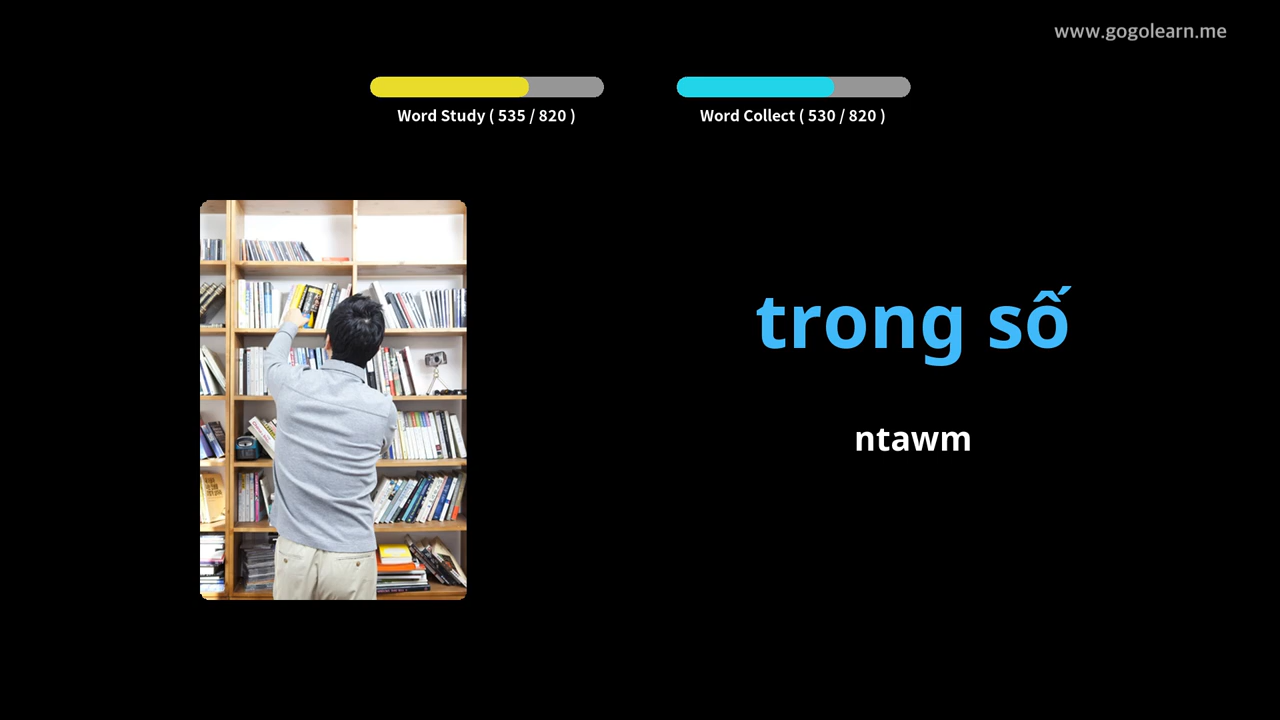 www.gogolearn.me
Word Study ( 535 / 820 )
Word Collect ( 530 / 820 )
trong số
ntawm